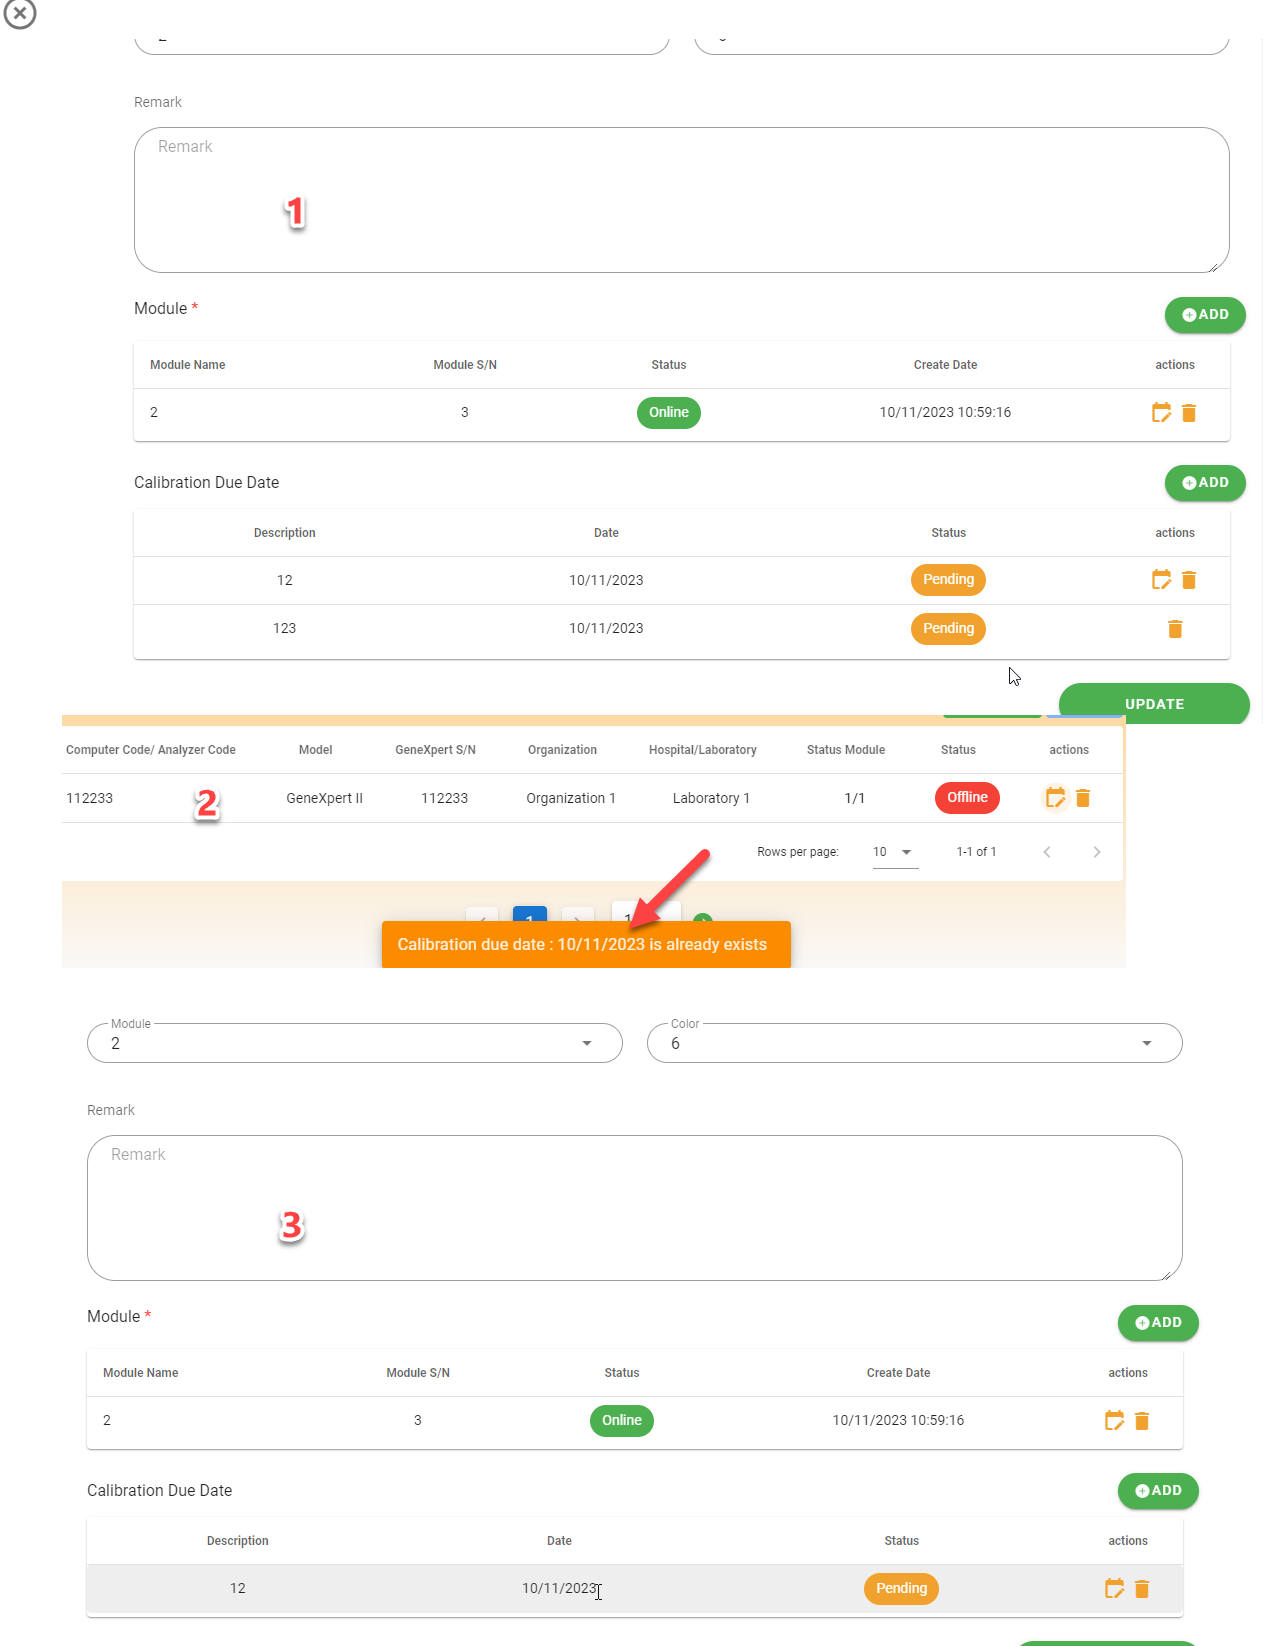 Remark
Remark
1
Module *
ADD
Module Name Module S/N Status Create Date actions
2 3 Online 10/11/2023 10:59:16
Calibration Due Date
ADD
Description Date Status actions
12 10/11/2023 Pending
123 10/11/2023 Pending
UPDATE
Computer Code/ Analyzer Code Model GeneXpert S/N Organization Hospital/Laboratory Status Module Status actions
112233 2 GeneXpert II 112233 Organization 1 Laboratory 1 1/1 Offline
Rows per page: 10 1-1 of 1
1 1
Calibration due date : 10/11/2023 is already exists
Module Color
2 6
Remark
Remark
3
Module *
ADD
Module Name Module S/N Status Create Date actions
2 3 Online 10/11/2023 10:59:16
Calibration Due Date
ADD
Description Date Status actions
12 10/11/2023 Pending